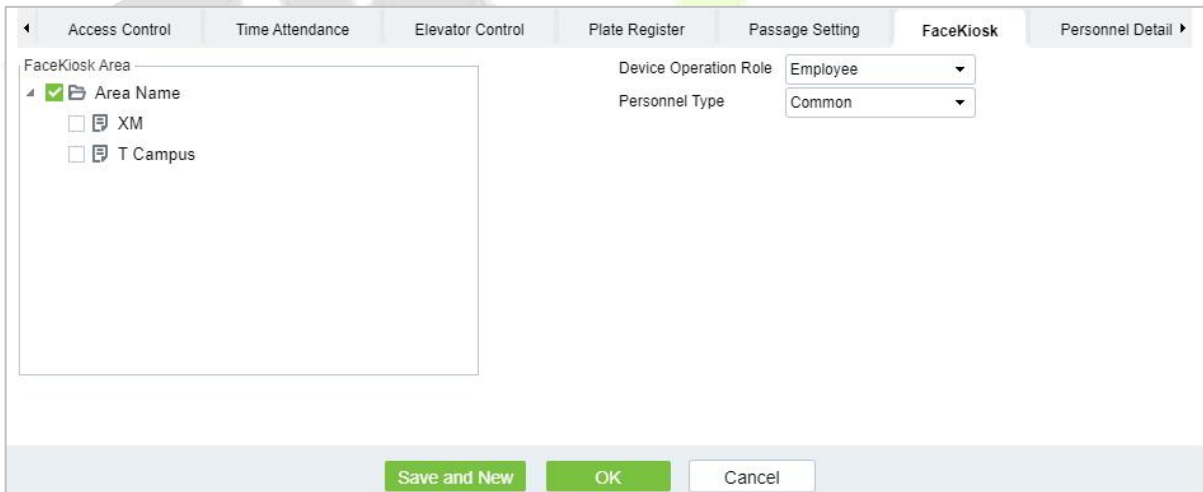 Access Control Time Attendance Elevator Control Plate Register Passage Setting FaceKiosk Personnel Detail
FaceKiosk Area
Area Name
XM
T Campus
Device Operation Role Employee
Personnel Type Common
Save and New OK Cancel